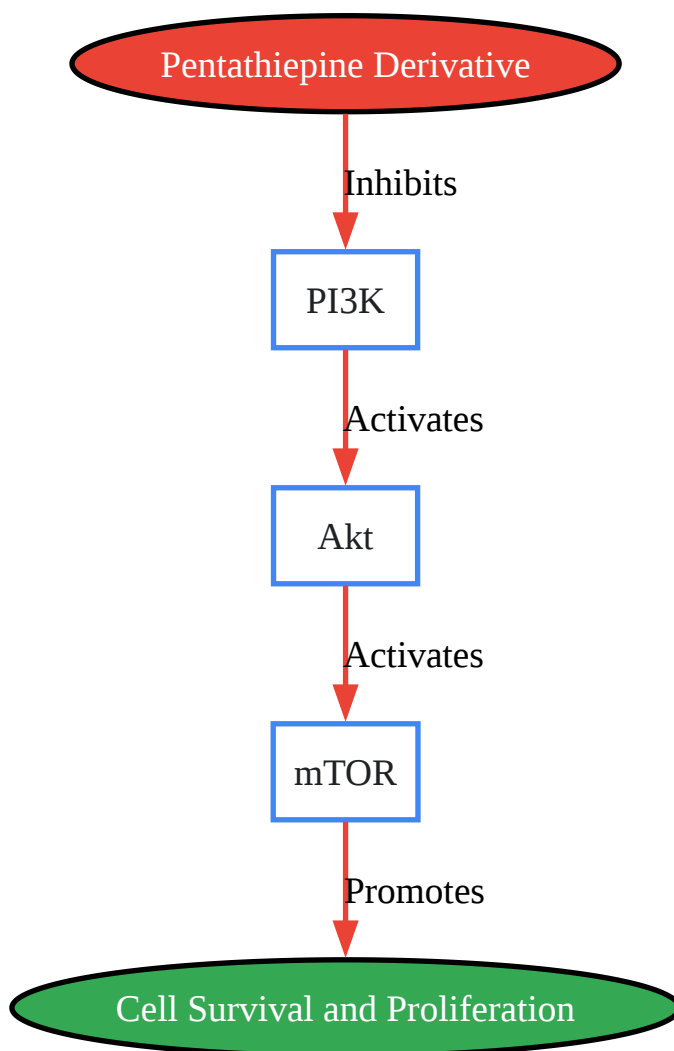 Pentathiepine Derivative
Inhibits
PI3K
Activates
Akt
Activates
mTOR
Promotes
Cell Survival and Proliferation